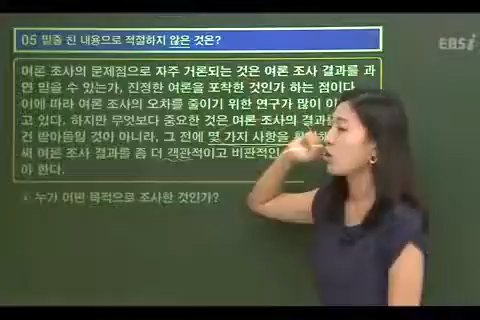 EBSi
05 밑줄 친 내용으로 적절하지 않은 것은?
여론 조사의 문제점으로 자주 거론되는 것은 여론 조사 결과를 과
연 믿을 수 있는가, 진정한 여론을 포착한 것인가 하는 점이다.
이에 따라 여론 조사의 오차를 줄이기 위한 연구가 많이
고 있다. 하지만 무엇보다 중요한 것은 여론 조사의 결과를
건 받아들일 것이 아니라, 그 전에 몇 가지 사항을
써 여론 조사 결과를 좀 더 객관적이고 비판적인
야 한다.
누가 어떤 목적으로 조사한 것인가?